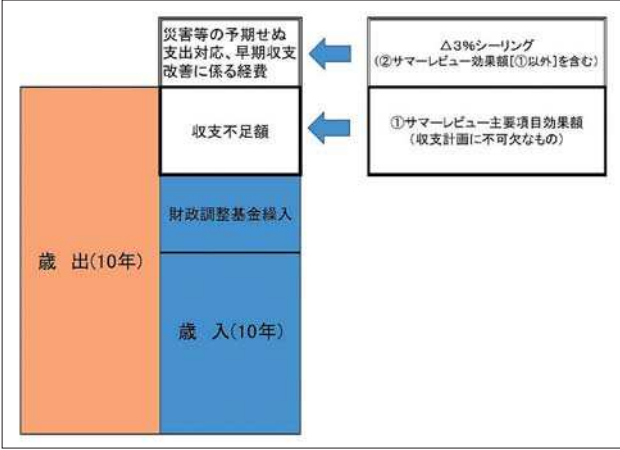 災害等の予期せぬ
支出対応、早期収支
改善に係る経費
△3%シーリング
(②サマーレビュー効果額[①以外]を含む)
収支不足額
①サマーレビュー主要項目効果額
(収支計画に不可欠なもの)
財政調整基金繰入
歳 出(10年)
歳 入(10年)